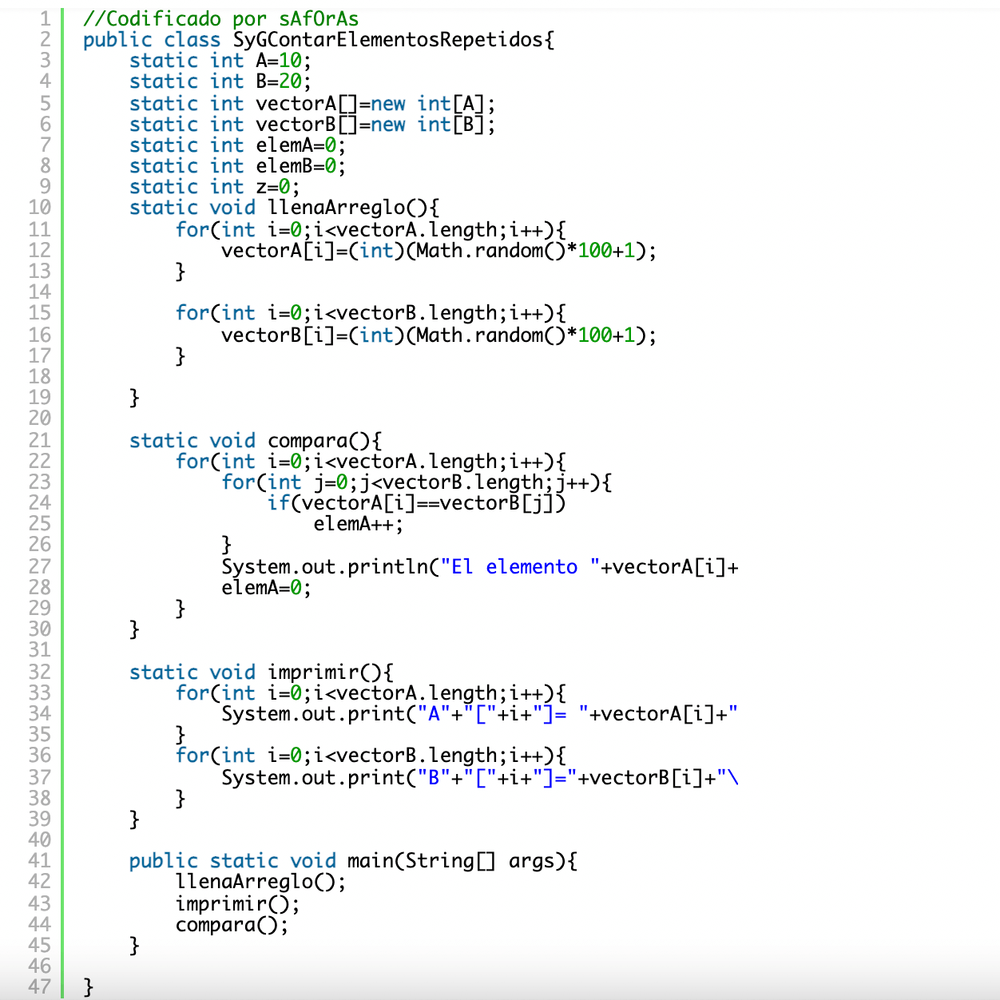 1 //Codificado por sAfOrAs
2 public class SyGContarElementosRepetidos{
3     static int A=10;
4     static int B=20;
5     static int vectorA[]=new int[A];
6     static int vectorB[]=new int[B];
7     static int elemA=0;
8     static int elemB=0;
9     static int z=0;
10     static void llenaArreglo(){
11         for(int i=0;i<vectorA.length;i++){
12             vectorA[i]=(int)(Math.random()*100+1);
13         }
14
15         for(int i=0;i<vectorB.length;i++){
16             vectorB[i]=(int)(Math.random()*100+1);
17         }
18
19     }
20
21     static void compara(){
22         for(int i=0;i<vectorA.length;i++){
23             for(int j=0;j<vectorB.length;j++){
24                 if(vectorA[i]==vectorB[j])
25                     elemA++;
26             }
27             System.out.println("El elemento "+vectorA[i]+
28             elemA=0;
29         }
30     }
31
32     static void imprimir(){
33         for(int i=0;i<vectorA.length;i++){
34             System.out.print("A"+"["+i+"]= "+vectorA[i]+"
35         }
36         for(int i=0;i<vectorB.length;i++){
37             System.out.print("B"+"["+i+"]="+vectorB[i]+"\
38         }
39     }
40
41     public static void main(String[] args){
42         llenaArreglo();
43         imprimir();
44         compara();
45     }
46
47 }